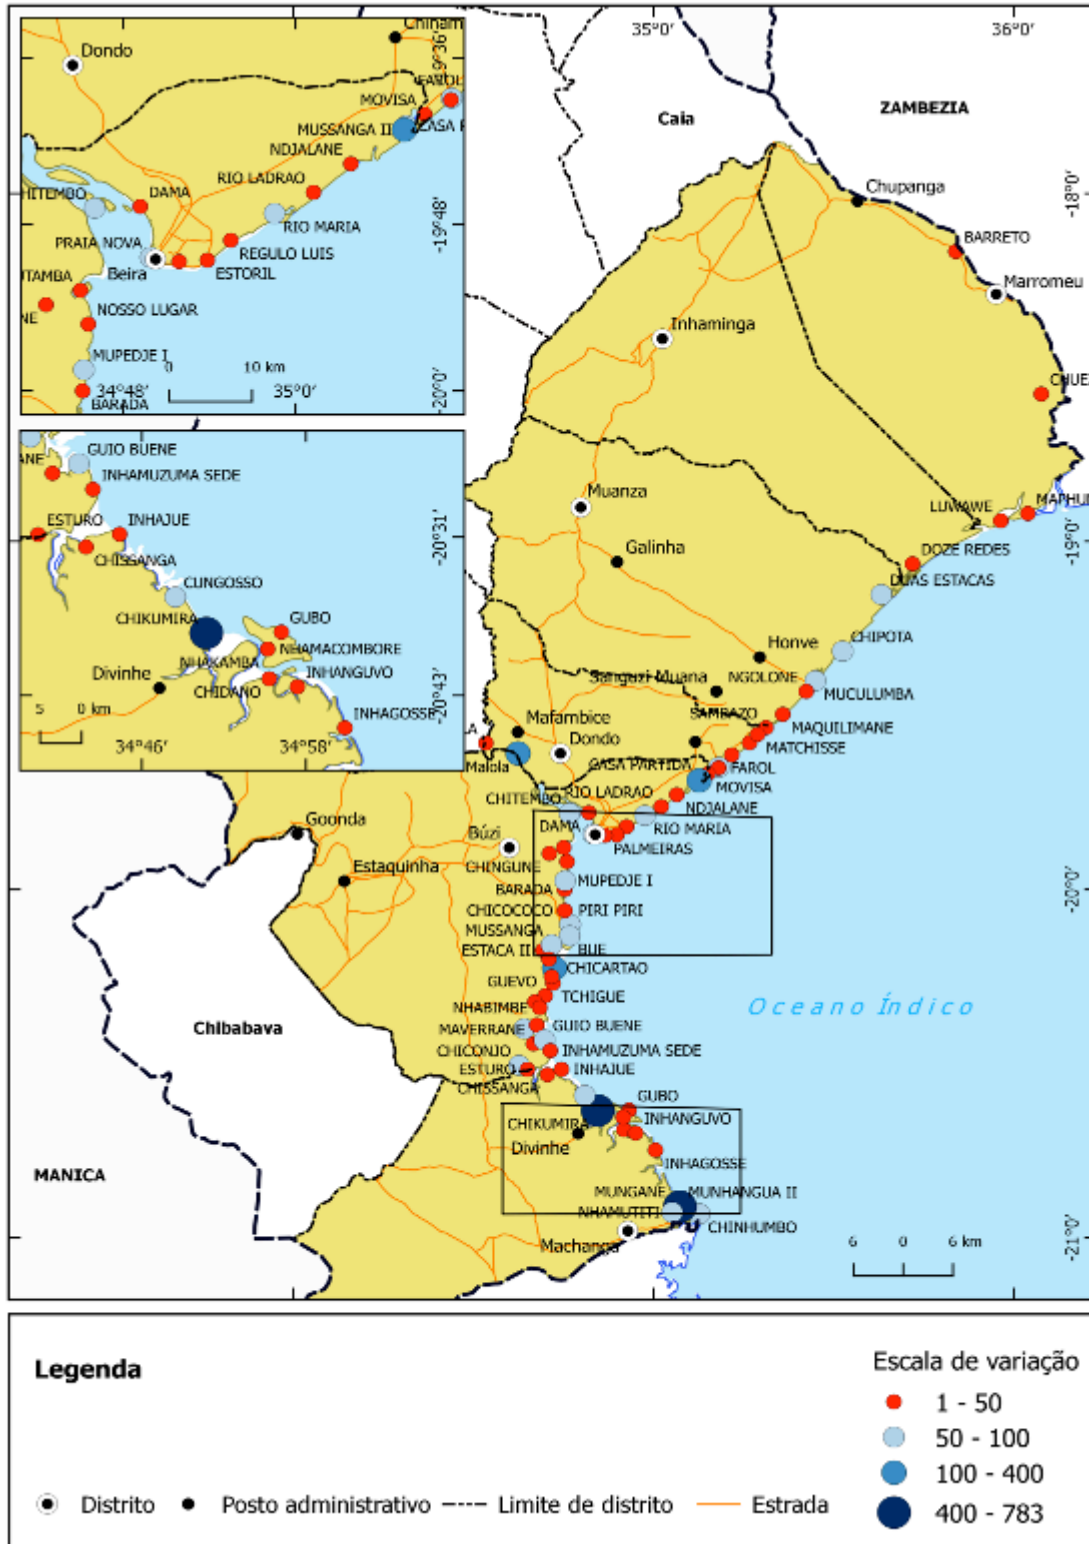 35°0'
36°0'
Dondo
MOVISA
MUSSANGA II
NDJALANE
RIO LADRAO
DAMA
RIO MARIA
PRAIA NOVA
REGULO LUIS
Beira
ESTORIL
NOSSO LUGAR
MUPEDJE I
BARADA
0
10 km
34°48'
35°0'
-19°48'
-20°0'
Caia
ZAMBEZIA
Chupanga
-18°0'
BARRETO
Marromeu
Inhaminga
Muanza
Galinha
LUWAWE
-19°0'
DOZE REDES
DUAS ESTACAS
CHIPOTA
Honve
NGOLONE
MUCULUMBA
SAMBAZO
MAQUILIMANE
MATCHISSE
Mafambice
Dondo
CASA PARTIDA
FAROL
MOVISA
RIO LADRAO
CHITEMBO
NDJALANE
DAMA
RIO MARIA
PALMEIRAS
Búzi
CHINGUNE
MUPEDJE I
BARADA
CHICOCOCO
PIRI PIRI
MUSSANGA
ESTACA II
BUE
CHICARTAO
GUEVO
TCHIGUE
NHABIMBE
MAVERRANE
GUIO BUENE
CHICONJO
INHAMUZUMA SEDE
ESTURO
INHAJUE
CHISSANGA
GUBO
CHIKUMIRA
INHANGUVO
Divinhe
INHAGOSSE
MUNGANE
MUNHANGUA II
NHAMUTITI
CHINHUMBO
Machanga
-20°0'
-21°0'
Oceano Índico
6
0
6 km
GUIO BUENE
INHAMUZUMA SEDE
ESTURO
INHAJUE
CHISSANGA
CUNGOSSO
CHIKUMIRA
GUBO
NHAMACOMBORE
NHAKAMBA
INHANGUVO
Divinhe
CHIDANO
INHAGOSSE
5
0 km
34°46'
34°58'
-20°31'
-20°43'
Goonda
Estaquinha
Chibabava
MANICA
Legenda
Escala de variação
1 - 50
50 - 100
100 - 400
400 - 783
Distrito
Posto administrativo
Limite de distrito
Estrada